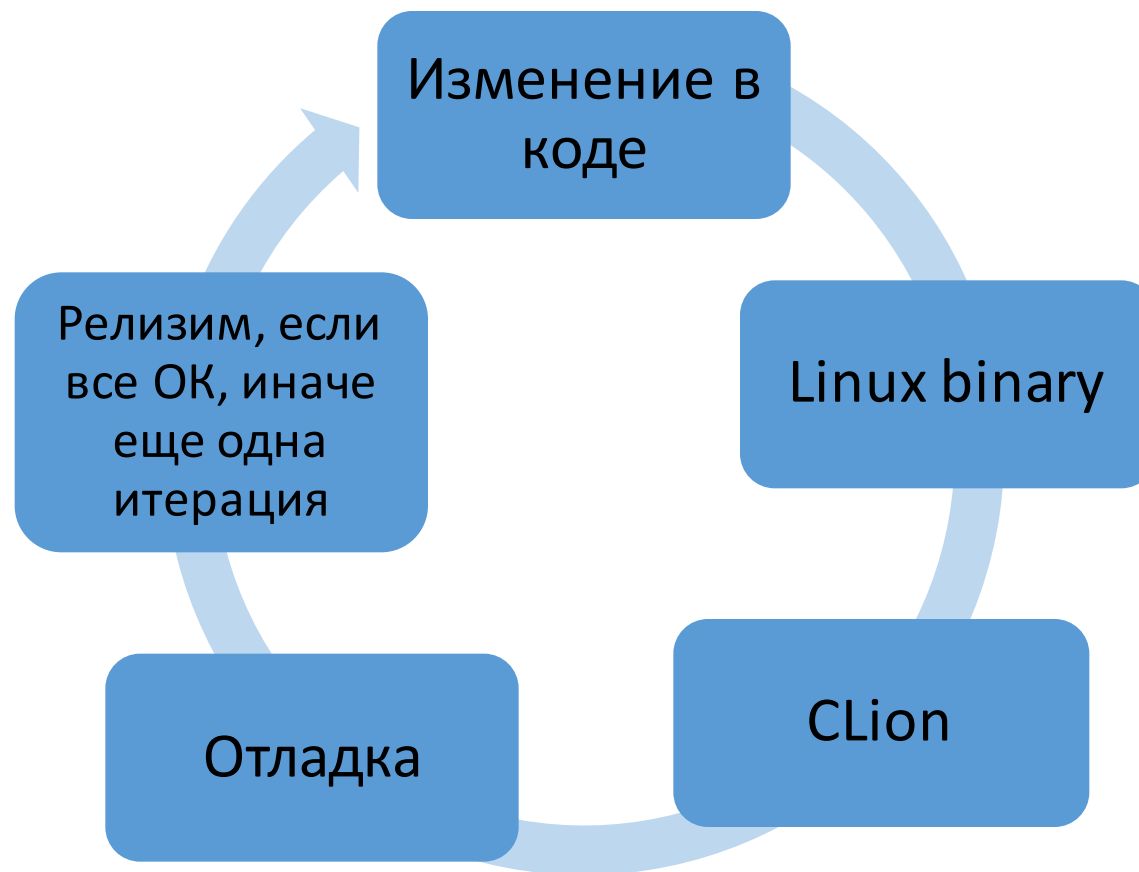 Изменение в
коде
Linux binary
CLion
Отладка
Релизим, если
все ОК, иначе
еще одна
итерация